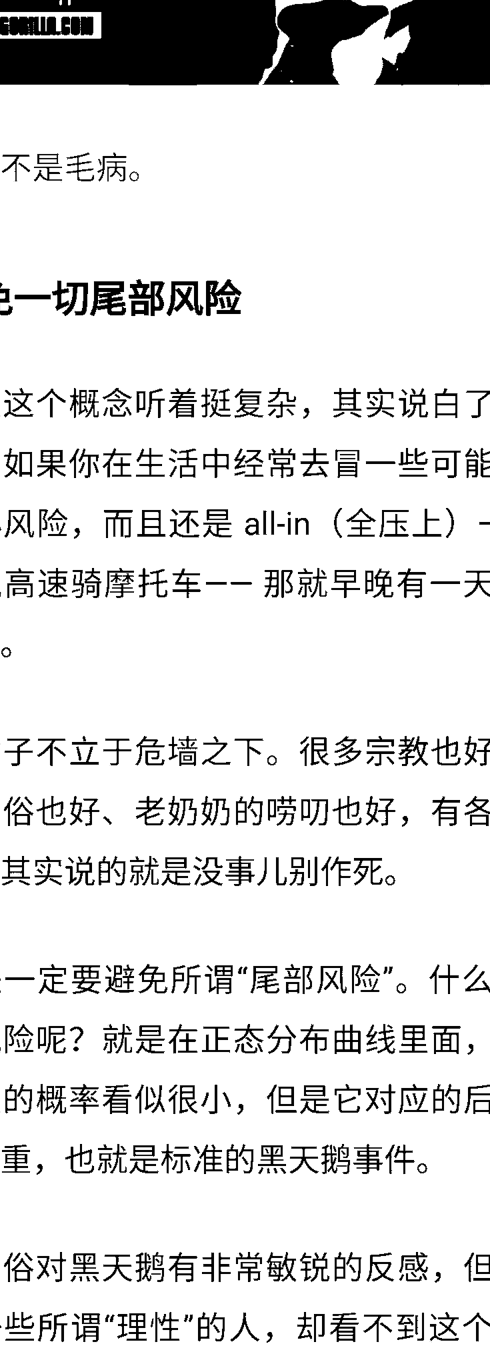 GORILLA.COM
不是毛病。
免一切尾部风险
这个概念听着挺复杂，其实说白了
如果你在生活中经常去冒一些可能
风险，而且还是 all-in（全压上）—
高速骑摩托车—— 那就早晚有一天
。
子不立于危墙之下。很多宗教也好
俗也好、老奶奶的唠叨也好，有各
其实说的就是没事儿别作死。
一定要避免所谓“尾部风险”。什么
险呢？就是在正态分布曲线里面，
的概率看似很小，但是它对应的后
重，也就是标准的黑天鹅事件。
俗对黑天鹅有非常敏锐的反感，但
些所谓“理性”的人，却看不到这个